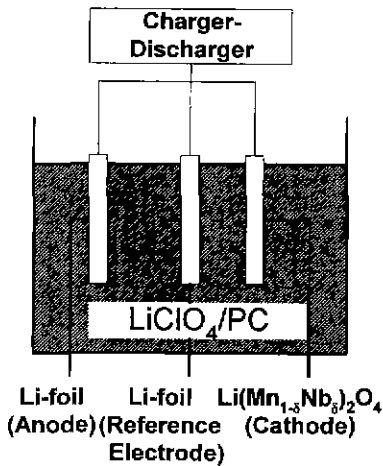 Charger-
Discharger
LiClO₄/PC
Li-foil Li-foil Li(Mn₁₋δNbδ)₂O₄
(Anode) (Reference (Cathode)
Electrode)